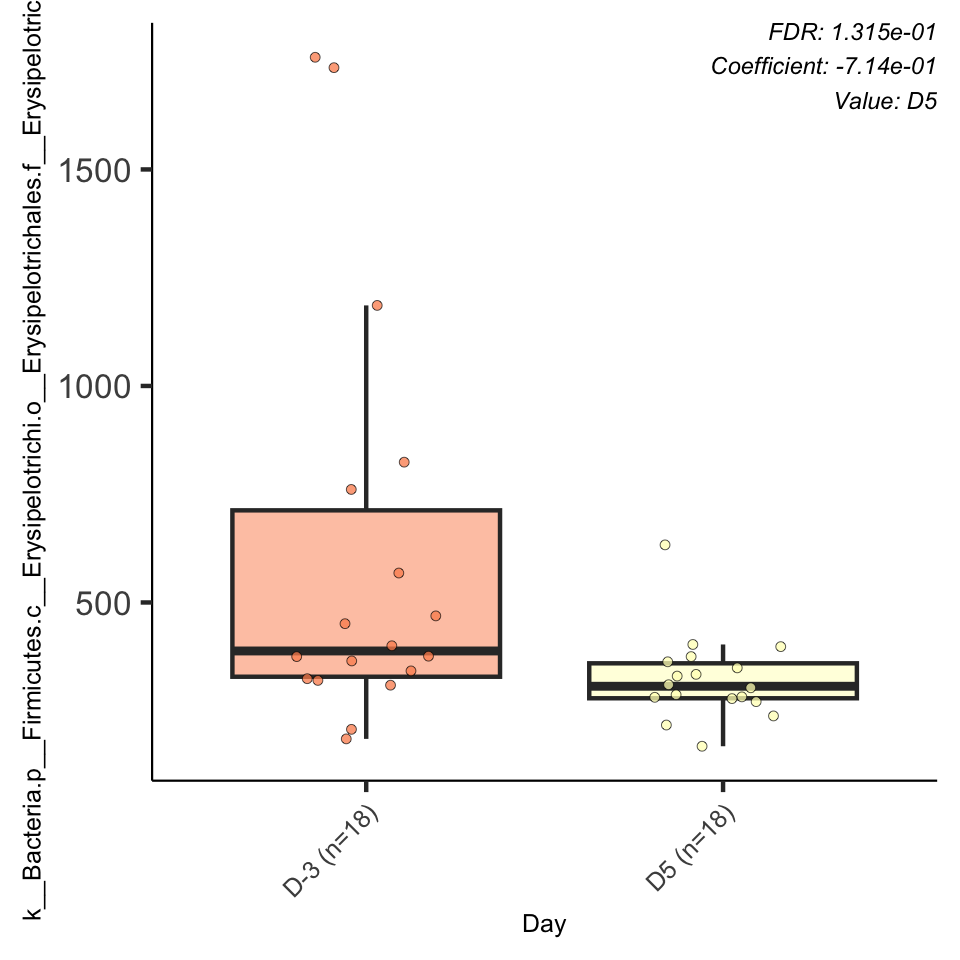 FDR: 1.315e-01
Coefficient: -7.14e-01
Value: D5
k__Bacteria.p__Firmicutes.c__Erysipelotrichi.o__Erysipelotrichales.f__Erysipelotric
1500
1000
500
D-3 (n=18)
D5 (n=18)
Day